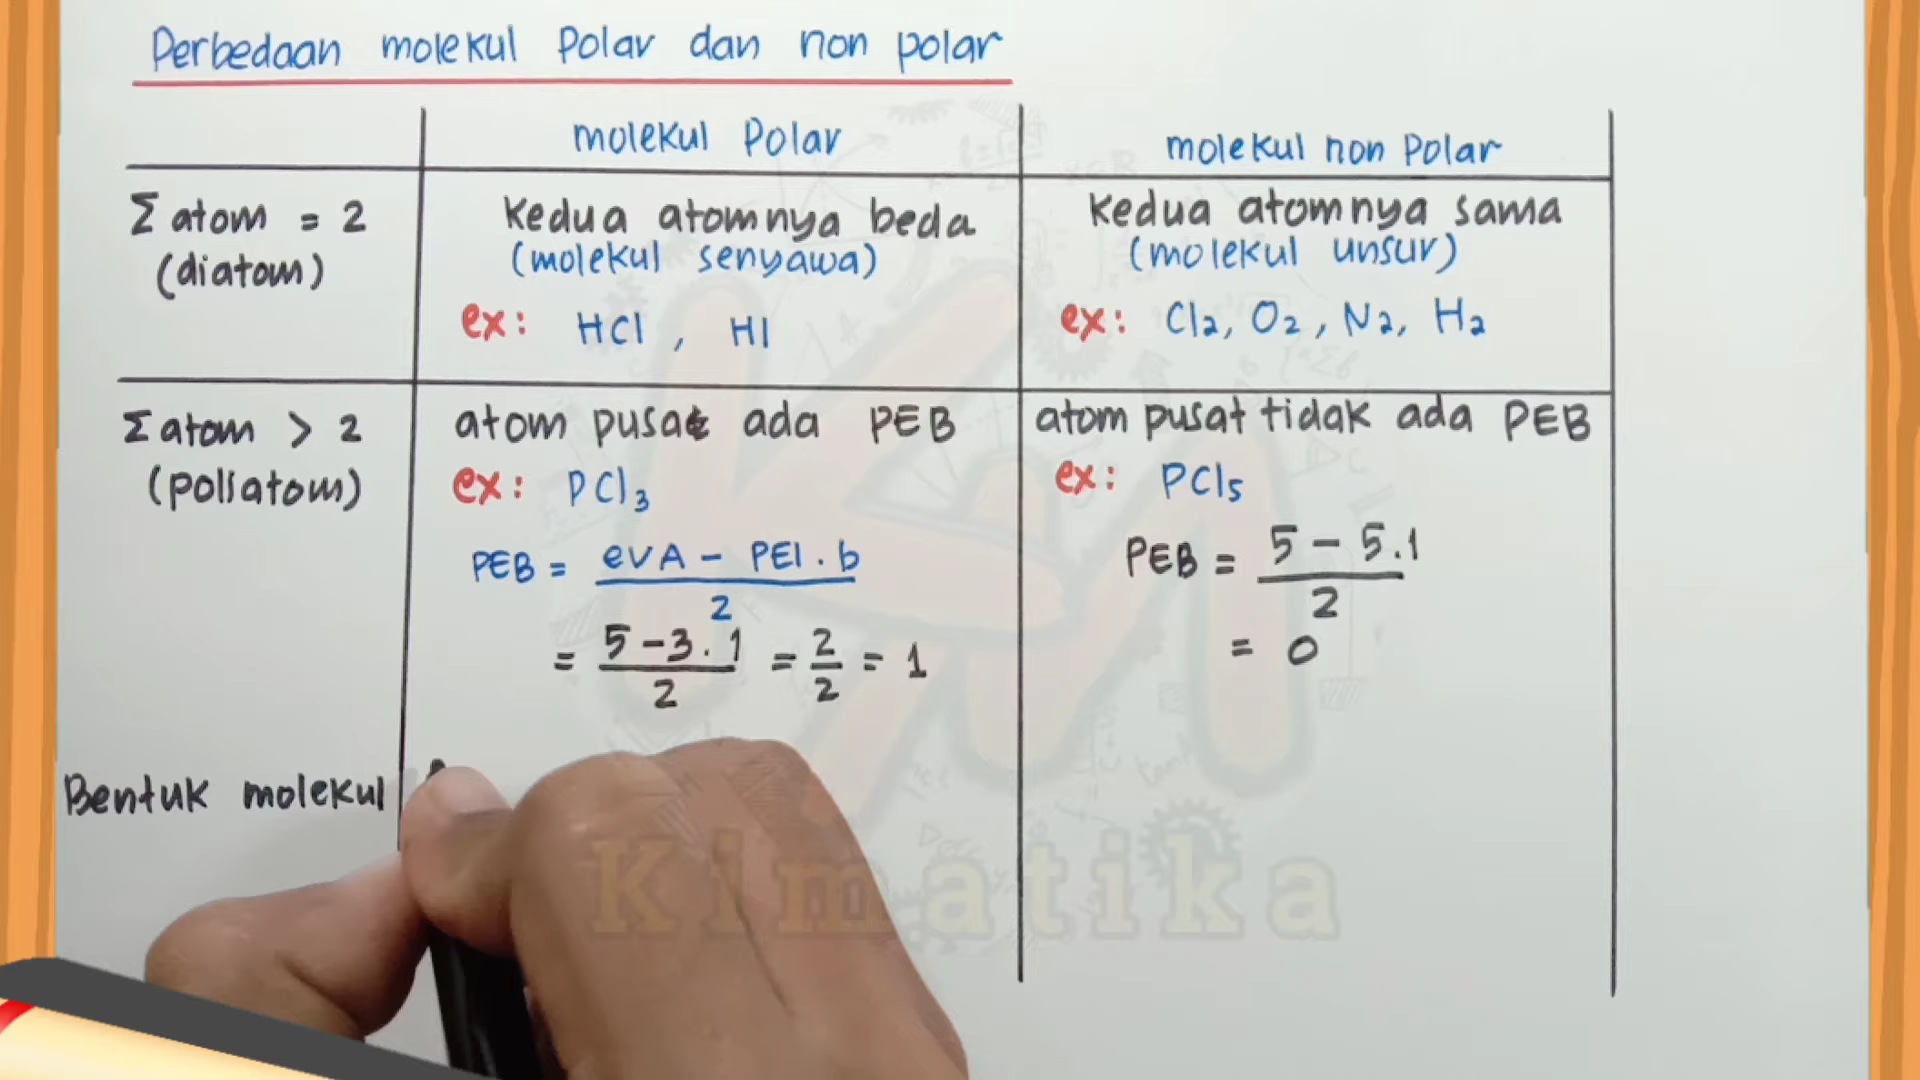 Perbedaan molekul Polar dan non polar
molekul Polar
molekul non Polar
Σ atom = 2
(diatom)
Kedua atomnya beda
(molekul senyawa)
ex: HCl , HI
Kedua atomnya sama
(molekul unsur)
ex: Cl₂, O₂, N₂, H₂
Σ atom > 2
(poliatom)
atom pusat ada PEB
ex: PCl₃
PEB = eVA - PEI . b
2
= 5 - 3 . 1 = 2 = 1
2 2
atom pusat tidak ada PEB
ex: PCl₅
PEB = 5 - 5 . 1
2
= 0
Bentuk molekul
Kimatika